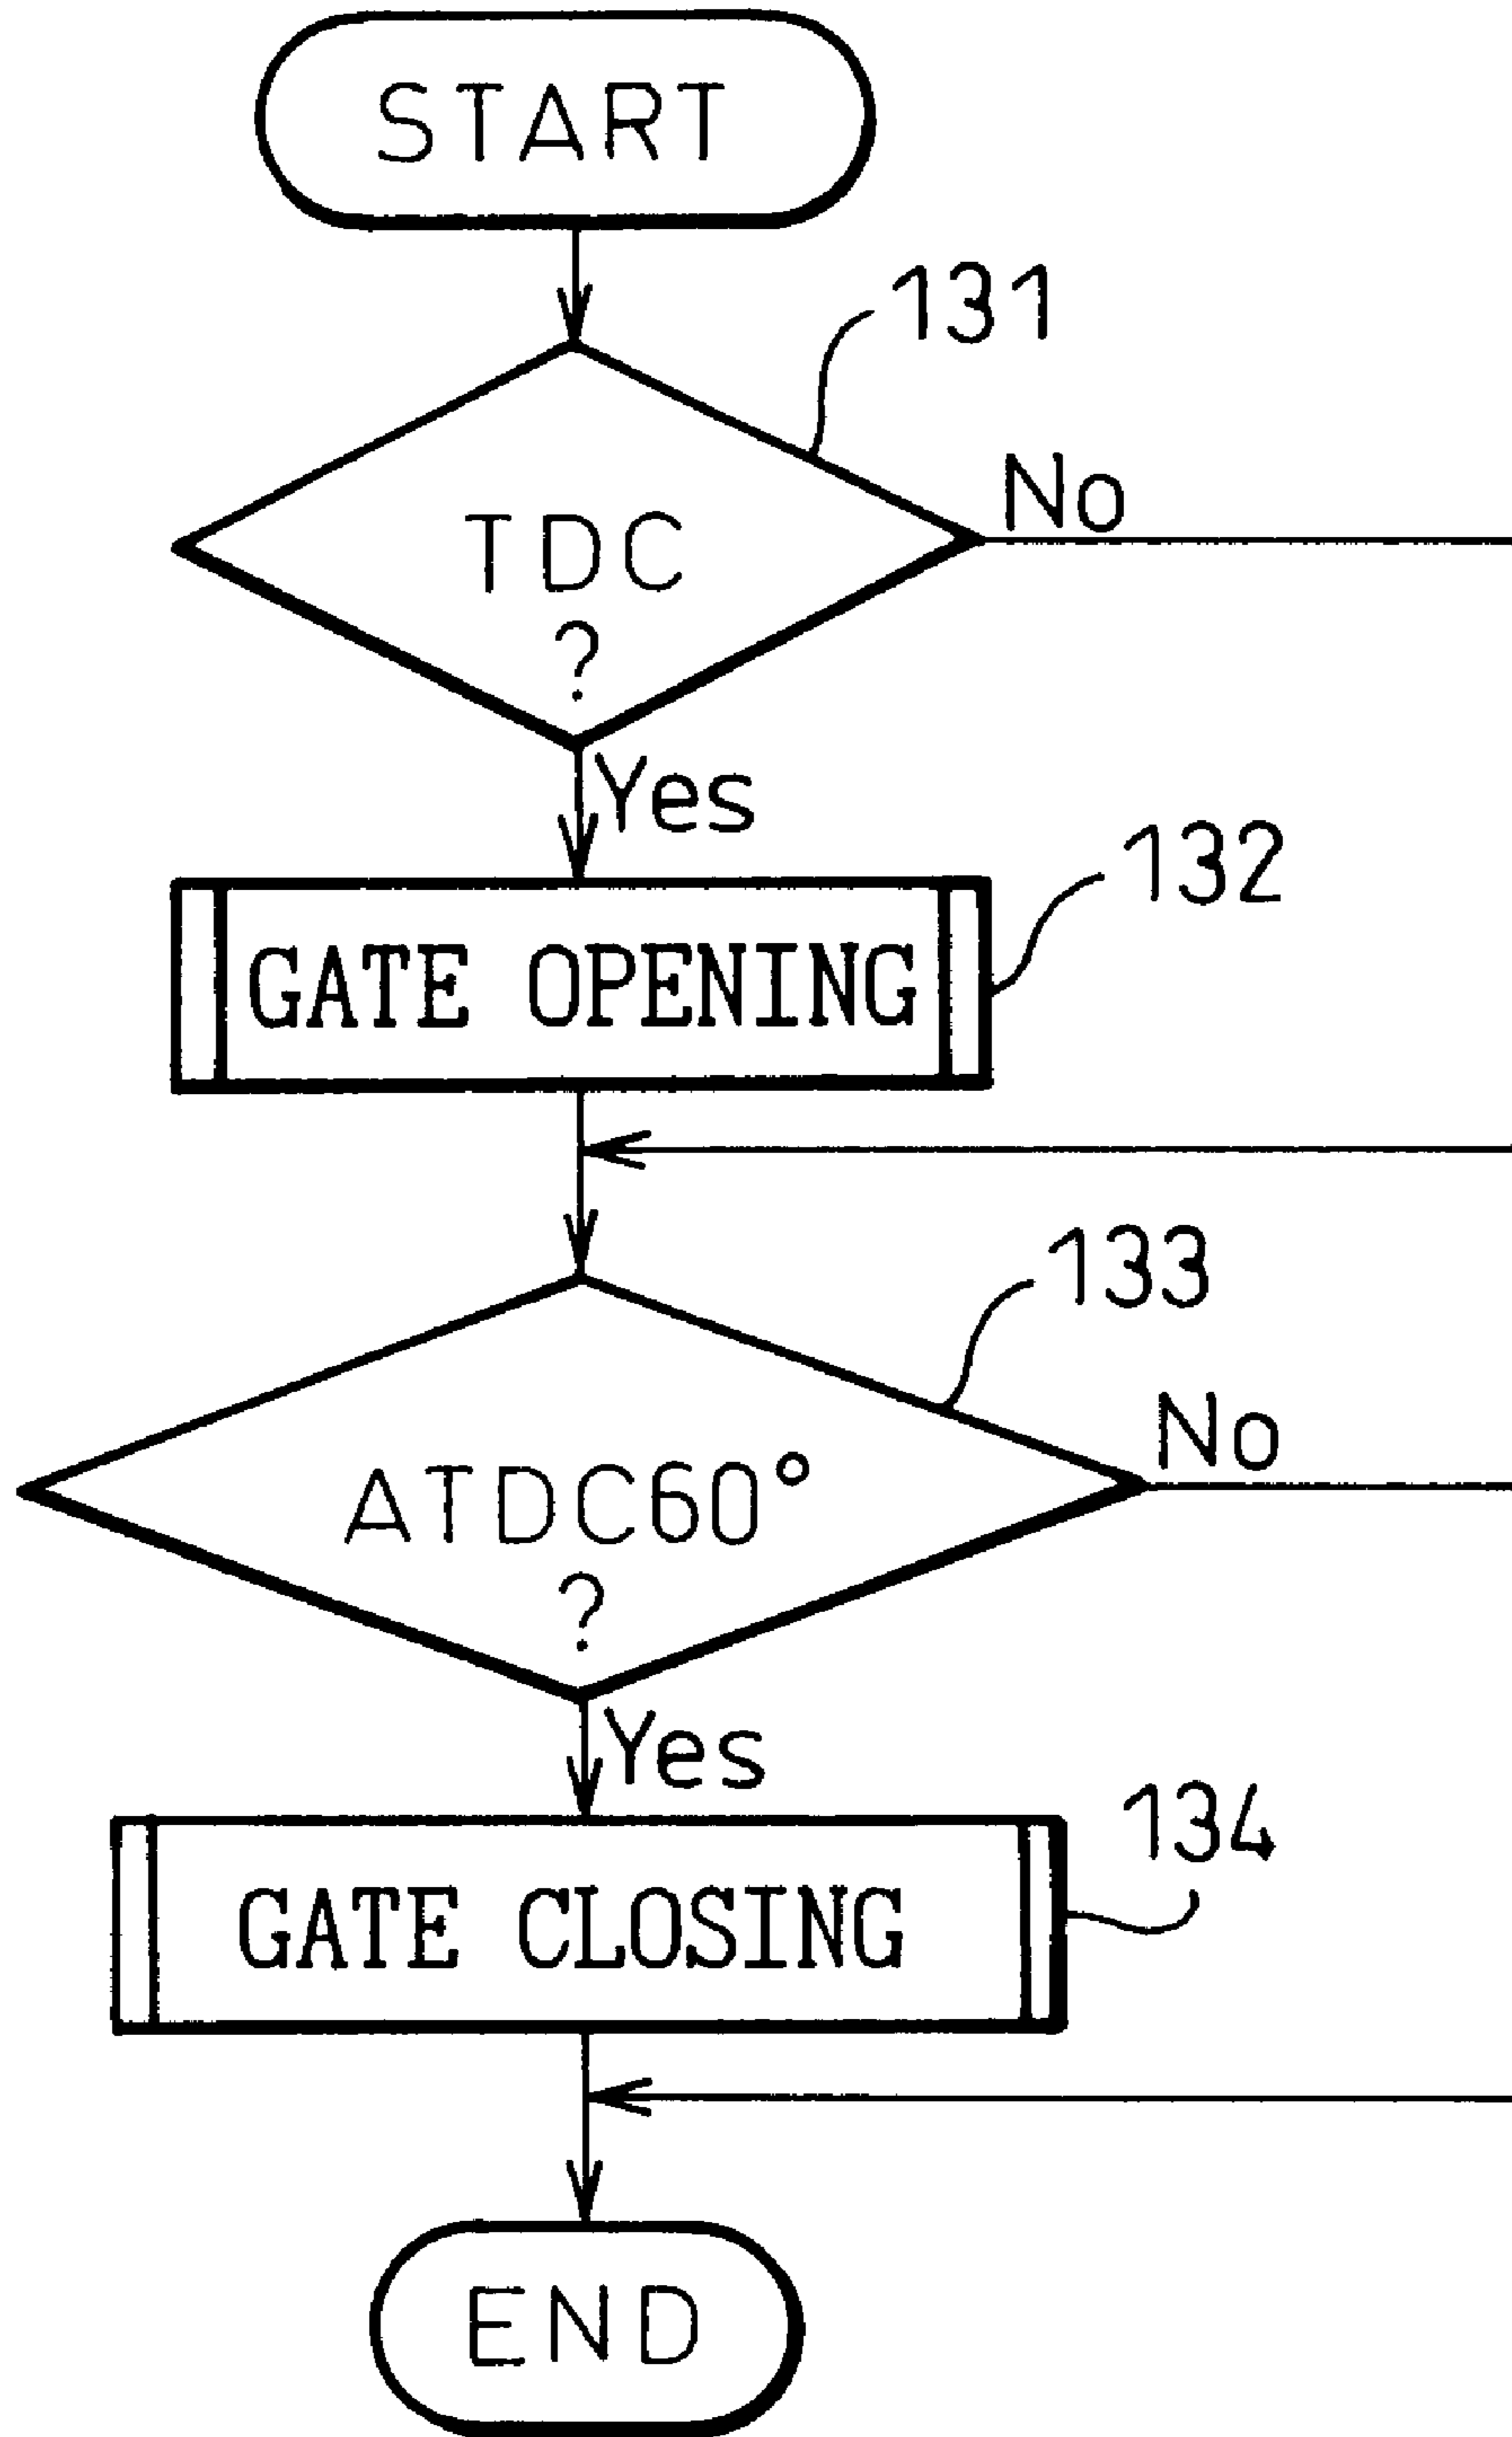 START
131
No
TDC
?
Yes
132
GATE OPENING
133
No
ATDC60°
?
Yes
134
GATE CLOSING
END